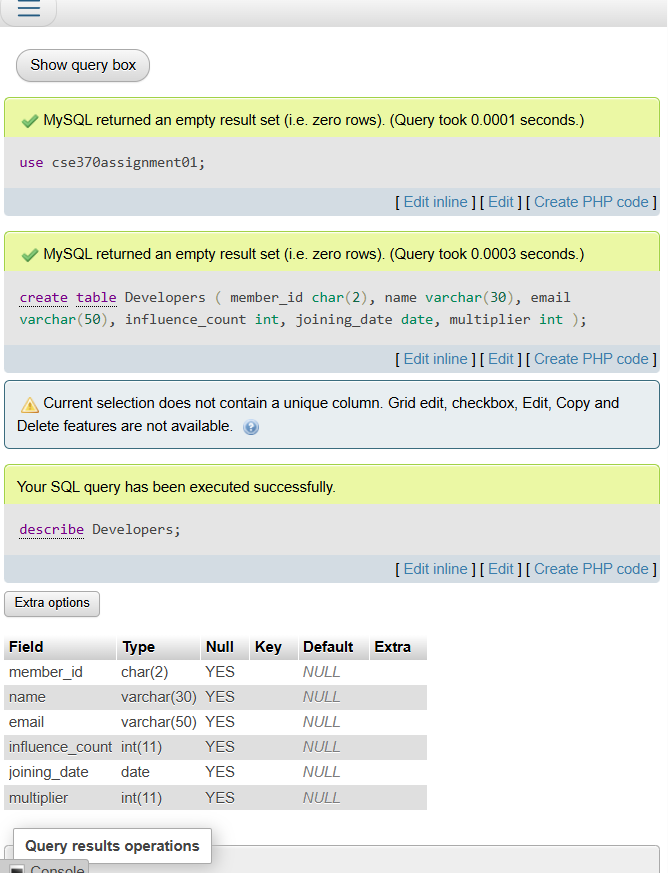 Show query box
MySQL returned an empty result set (i.e. zero rows). (Query took 0.0001 seconds.)
use cse370assignment01;
[ Edit inline ] [ Edit ] [ Create PHP code ]
MySQL returned an empty result set (i.e. zero rows). (Query took 0.0003 seconds.)
create table Developers ( member_id char(2), name varchar(30), email
varchar(50), influence_count int, joining_date date, multiplier int );
[ Edit inline ] [ Edit ] [ Create PHP code ]
Current selection does not contain a unique column. Grid edit, checkbox, Edit, Copy and
Delete features are not available.
Your SQL query has been executed successfully.
describe Developers;
[ Edit inline ] [ Edit ] [ Create PHP code ]
Extra options
Field Type Null Key Default Extra
member_id char(2) YES NULL
name varchar(30) YES NULL
email varchar(50) YES NULL
influence_count int(11) YES NULL
joining_date date YES NULL
multiplier int(11) YES NULL
Query results operations
Console